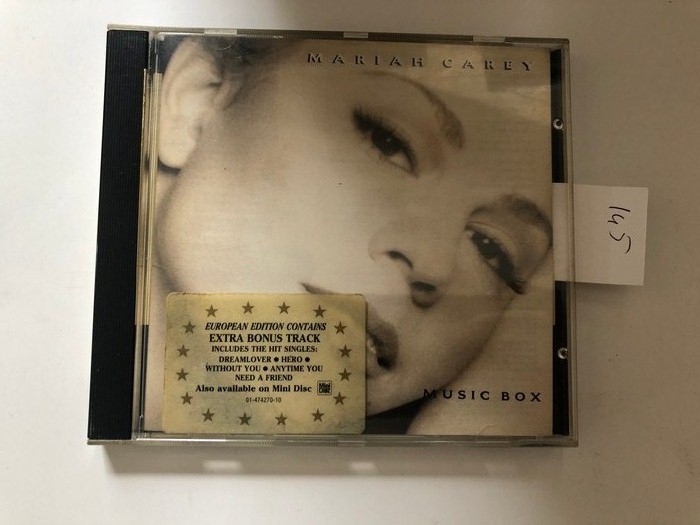 MARIAH CAREY
145
EUROPEAN EDITION CONTAINS
EXTRA BONUS TRACK
INCLUDES THE HIT SINGLES:
DREAMLOVER ● HERO ●
WITHOUT YOU ● ANYTIME YOU
NEED A FRIEND
Also available on Mini Disc
01-474270-10
MUSIC BOX